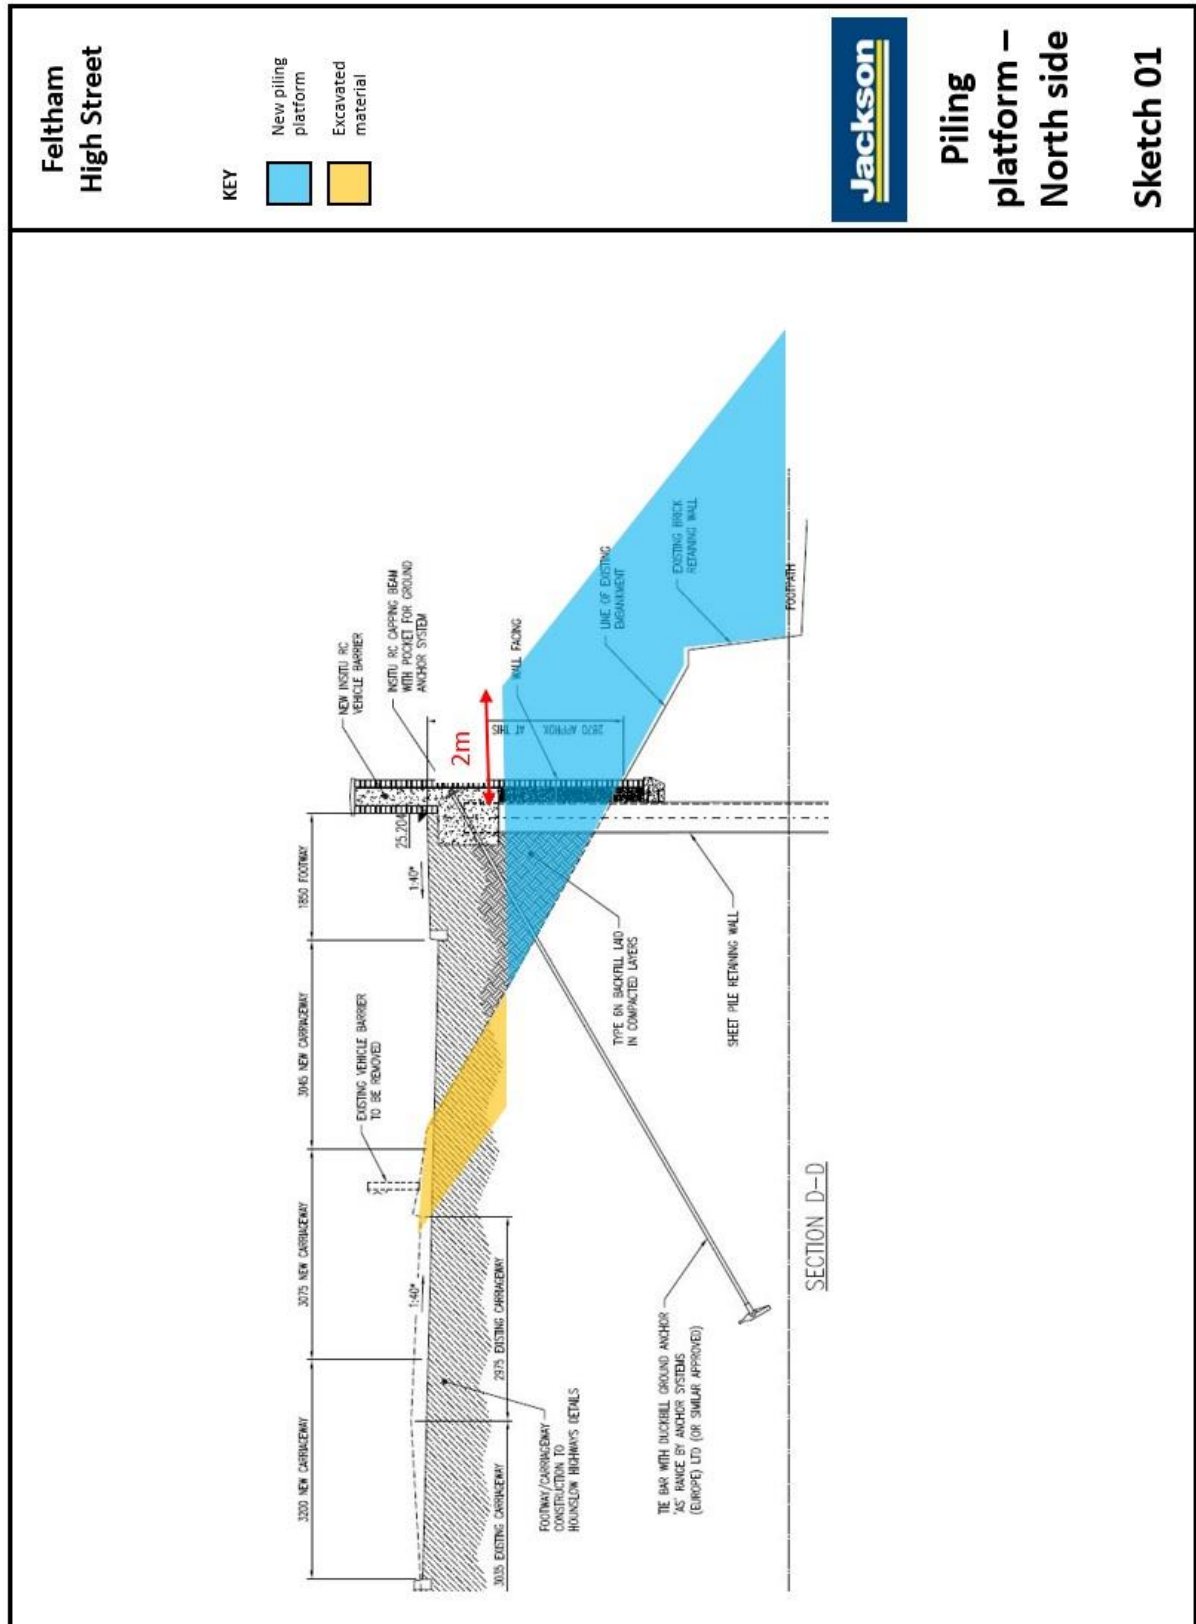 Feltham
High Street
KEY
New piling
platform
Excavated
material
Jackson
Piling
platform –
North side
Sketch 01
3200 NEW CARRIAGEWAY
3075 NEW CARRIAGEWAY
3045 NEW CARRIAGEWAY
1850 FOOTWAY
NEW INSITU RC
VEHICLE BARRIER
EXISTING VEHICLE BARRIER
TO BE REMOVED
INSITU RC CAPPING BEAM
WITH POCKET FOR GROUND
ANCHOR SYSTEM
25.204
1:40*
1:40*
2m
2870 APPROX.
AT THIS
WALL FACING
LINE OF EXISTING
EMBANKMENT
EXISTING BRICK
RETAINING WALL
FOOTPATH
3035 EXISTING CARRIAGEWAY
2975 EXISTING CARRIAGEWAY
FOOTWAY/CARRIAGEWAY
CONSTRUCTION TO
HOUNSLOW HIGHWAYS DETAILS
TYPE 6N BACKFILL LAID
IN COMPACTED LAYERS
SHEET PILE RETAINING WALL
TIE BAR WITH DUCKBILL GROUND ANCHOR
'AS' RANGE BY ANCHOR SYSTEMS
(EUROPE) LTD (OR SIMILAR APPROVED)
SECTION D-D